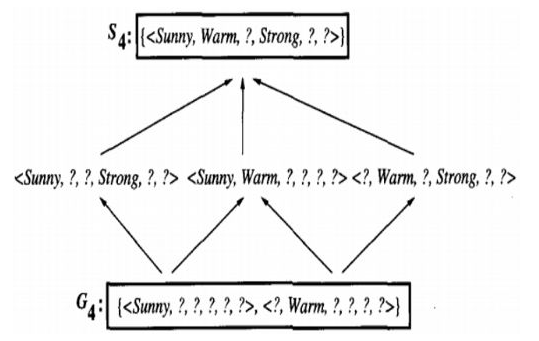 S4: {<Sunny, Warm, ?, Strong, ?, ?>}
<Sunny, ?, ?, Strong, ?, ?> <Sunny, Warm, ?, ?, ?, ?> <?, Warm, ?, Strong, ?, ?>
G4: {<Sunny, ?, ?, ?, ?, ?>, <?, Warm, ?, ?, ?, ?>}